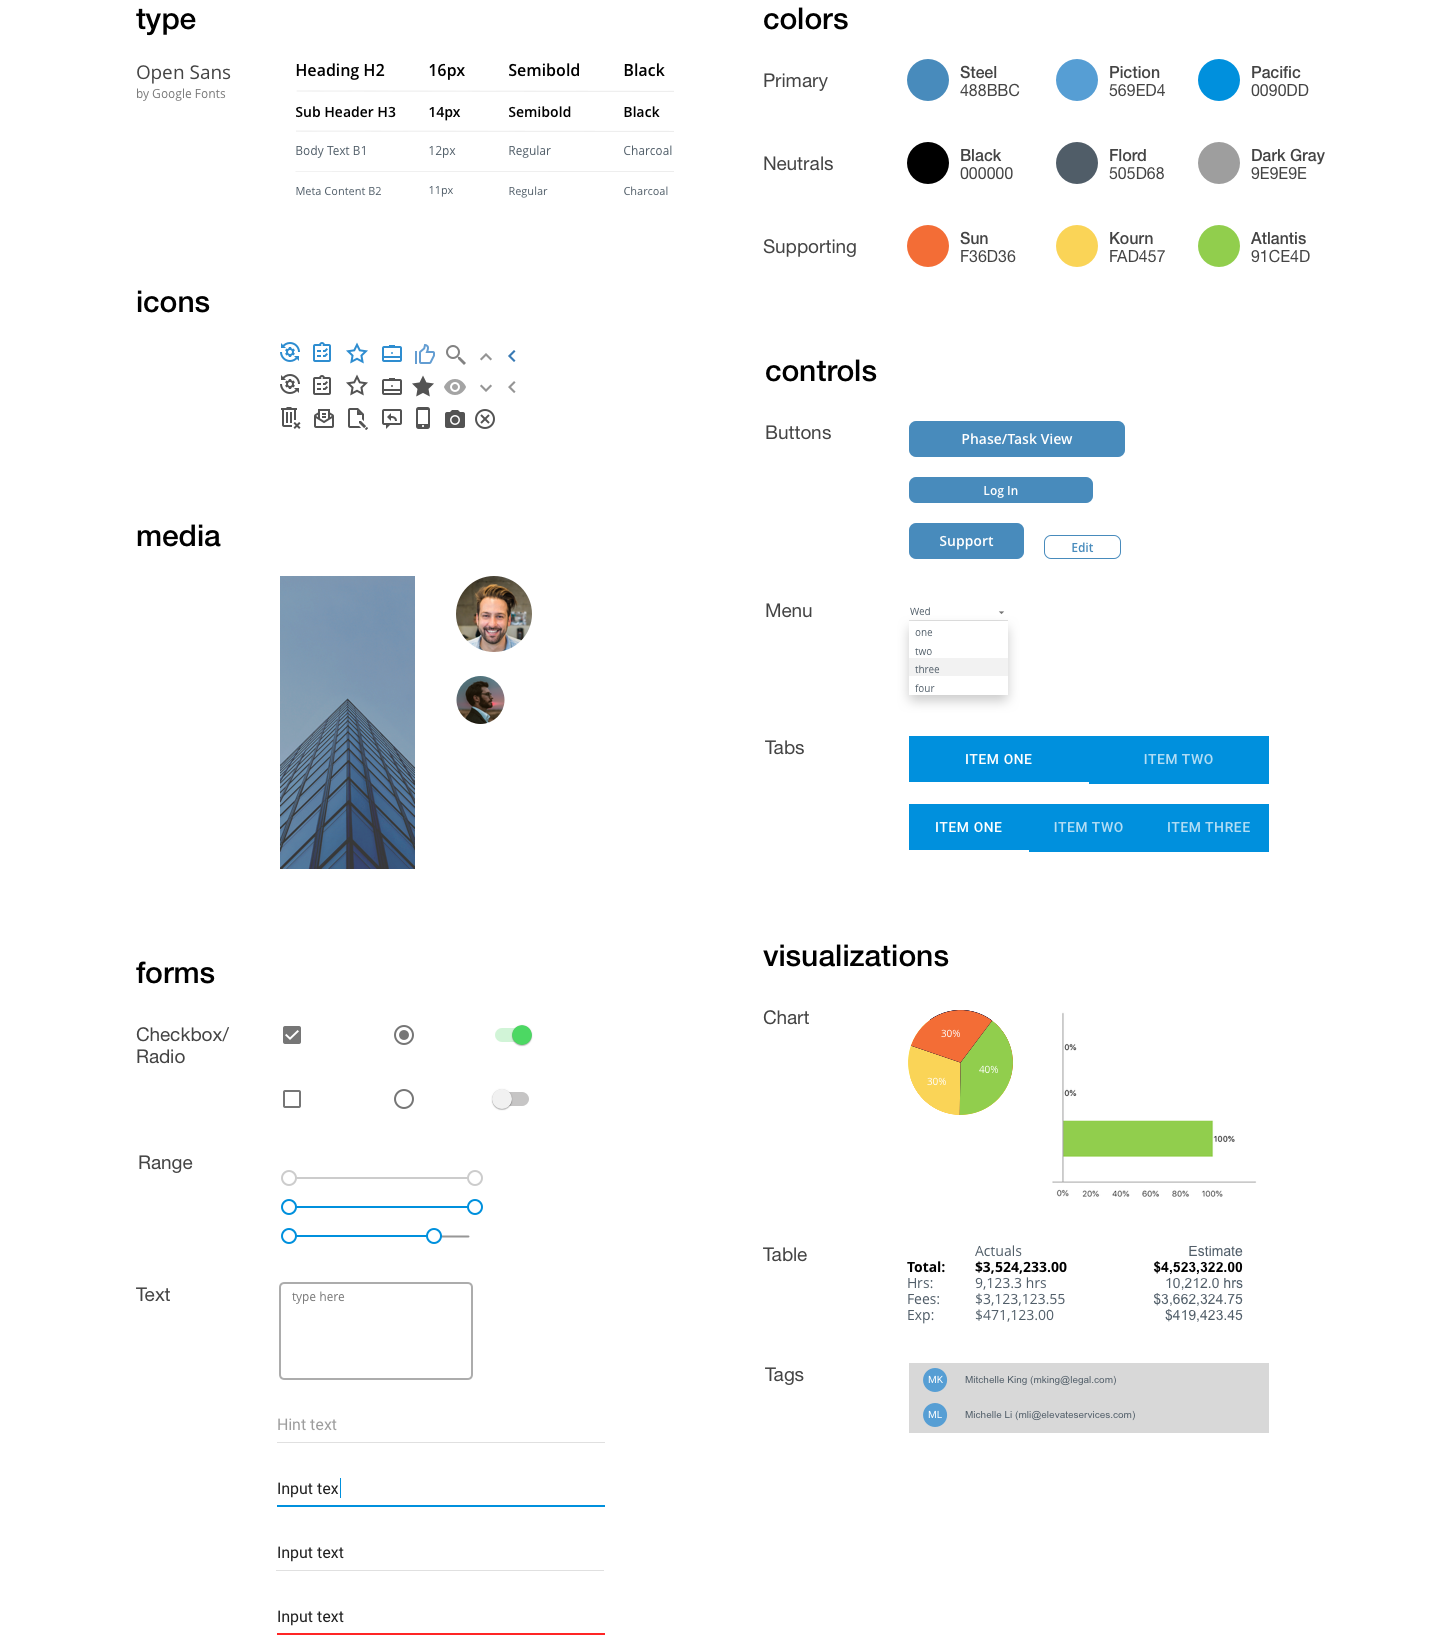 type
Open Sans
by Google Fonts
Heading H2 16px Semibold Black
Sub Header H3 14px Semibold Black
Body Text B1 12px Regular Charcoal
Meta Content B2 11px Regular Charcoal
icons
media
forms
Checkbox/
Radio
Range
Text
type here
Hint text
Input tex
Input text
Input text
colors
Primary
Steel
488BBC
Piction
569ED4
Pacific
0090DD
Neutrals
Black
000000
Flord
505D68
Dark Gray
9E9E9E
Supporting
Sun
F36D36
Kourn
FAD457
Atlantis
91CE4D
controls
Buttons
Phase/Task View
Log In
Support
Edit
Menu
Wed
one
two
three
four
Tabs
ITEM ONE ITEM TWO
ITEM ONE ITEM TWO ITEM THREE
visualizations
Chart
30%
40%
30%
0%
0%
100%
0% 20% 40% 60% 80% 100%
Table
Actuals Estimate
Total: $3,524,233.00 $4,523,322.00
Hrs: 9,123.3 hrs 10,212.0 hrs
Fees: $3,123,123.55 $3,662,324.75
Exp: $471,123.00 $419,423.45
Tags
MK Mitchelle King (mking@legal.com)
ML Michelle Li (mli@elevateservices.com)